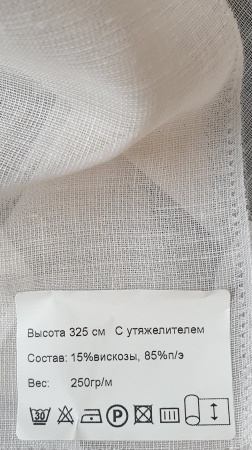 Высота 325 см С утяжелителем
Состав: 15%вискозы, 85%п/э
Вес: 250гр/м
30 P